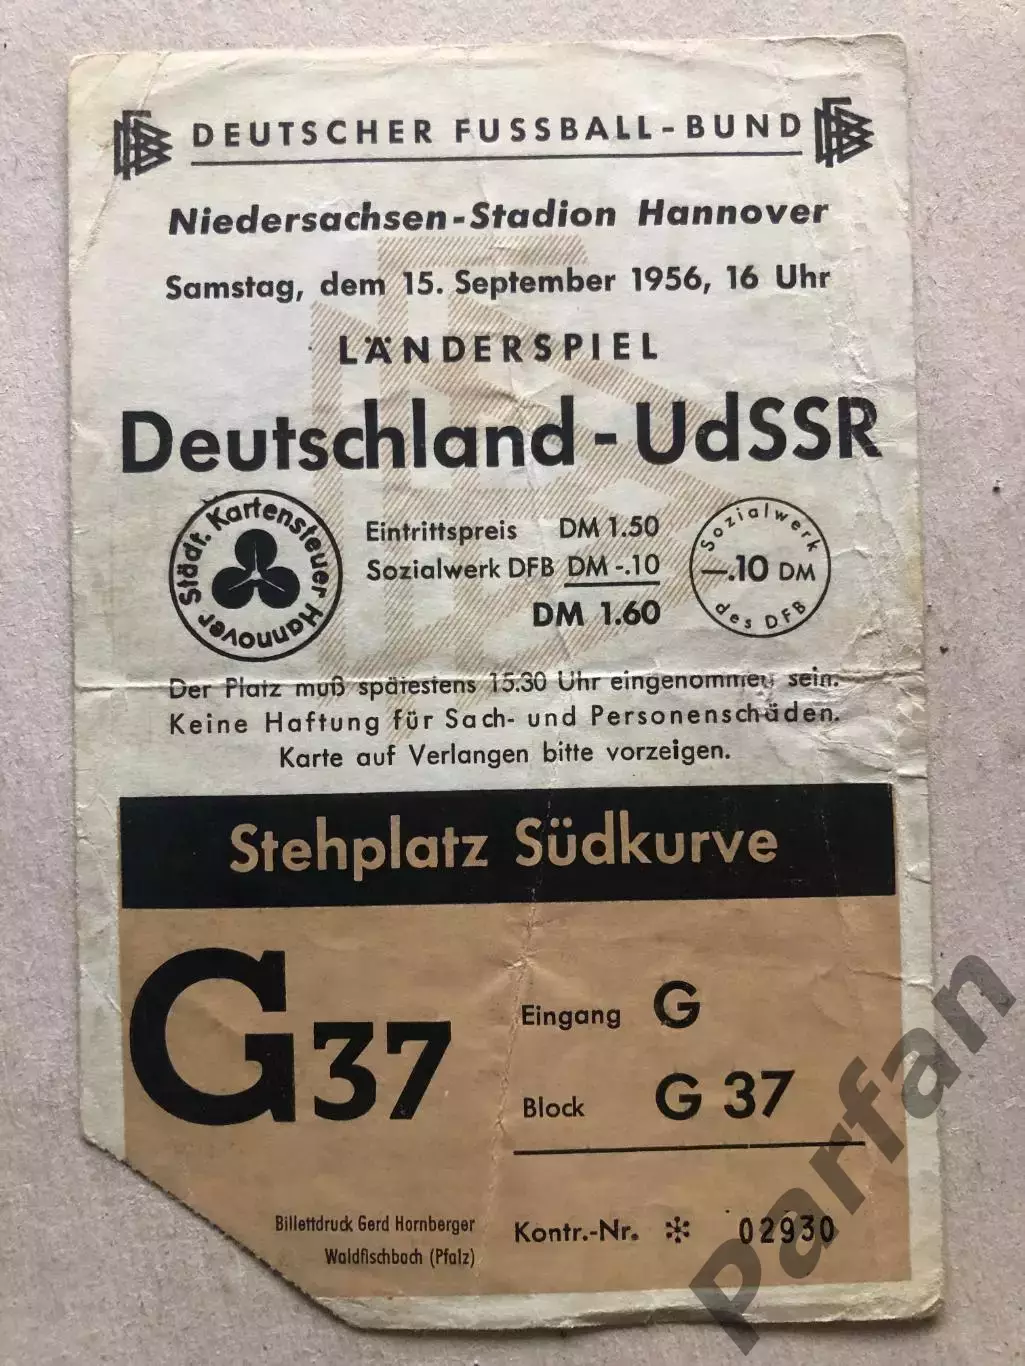 DEUTSCHER FUSSBALL-BUND
Niedersachsen-Stadion Hannover
Samstag, dem 15. September 1956, 16 Uhr
LÄNDERSPIEL
Deutschland - UdSSR
Städt. Kartensteuer Hannover
Eintrittspreis DM 1.50
Sozialwerk DFB DM -.10
DM 1.60
Sozialwerk
—.10 DM
des DFB
Der Platz muß spätestens 15.30 Uhr eingenommen sein.
Keine Haftung für Sach- und Personenschäden.
Karte auf Verlangen bitte vorzeigen.
Stehplatz Südkurve
G37
Eingang G
Block G 37
Billettdruck Gerd Hornberger
Waldfischbach (Pfalz)
Kontr.-Nr. * 02930
Parfan